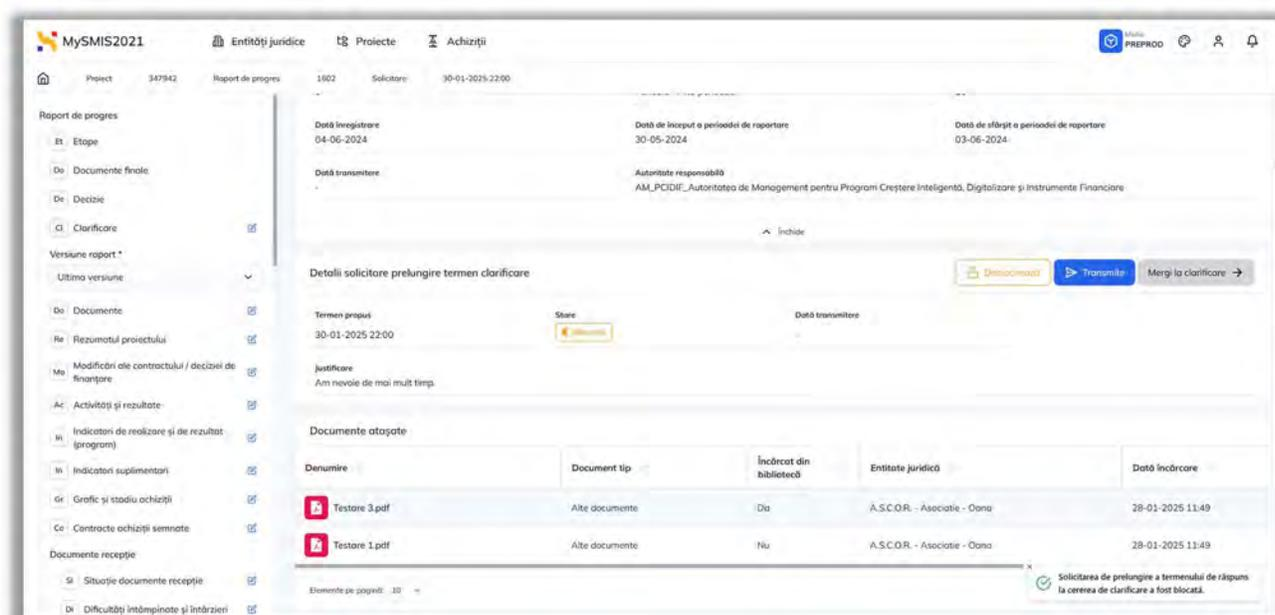 MySMIS2021
Entități juridice
Proiecte
Achiziții
Mediu
PREPROD
Proiect 347942 Raport de progres 1602 Solicitare 30-01-2025 22:00
Raport de progres
Et Etape
Do Documente finale
De Decizie
Cl Clarificare
Versiune raport *
Ultima versiune
Do Documente
Re Rezumatul proiectului
Mo Modificări ale contractului / deciziei de
finanțare
Ac Activități și rezultate
In Indicatori de realizare și de rezultat
(program)
In Indicatori suplimentari
Gr Grafic și stadiu achiziții
Co Contracte achiziții semnate
Documente recepție
Si Situație documente recepție
Di Dificultăți întâmpinate și întârzieri
Dată înregistrare
04-06-2024
Dată de început a perioadei de raportare
30-05-2024
Dată de sfârșit a perioadei de raportare
03-06-2024
Dată transmitere
-
Autoritate responsabilă
AM_PCIDIF_Autoritatea de Management pentru Program Creștere Inteligentă, Digitalizare și Instrumente Financiare
Închide
Detalii solicitare prelungire termen clarificare
Deblochează
Transmite
Mergi la clarificare →
Termen propus
30-01-2025 22:00
Stare
Dată transmitere
-
Justificare
Am nevoie de mai mult timp.
Documente atașate
Denumire Document tip Încărcat din bibliotecă Entitate juridică Dată încărcare
Testare 3.pdf Alte documente Da A.S.C.O.R. - Asociatie - Oana 28-01-2025 11:49
Testare 1.pdf Alte documente Nu A.S.C.O.R. - Asociatie - Oana 28-01-2025 11:49
Elemente pe pagină: 10
Solicitarea de prelungire a termenului de răspuns
la cererea de clarificare a fost blocată.